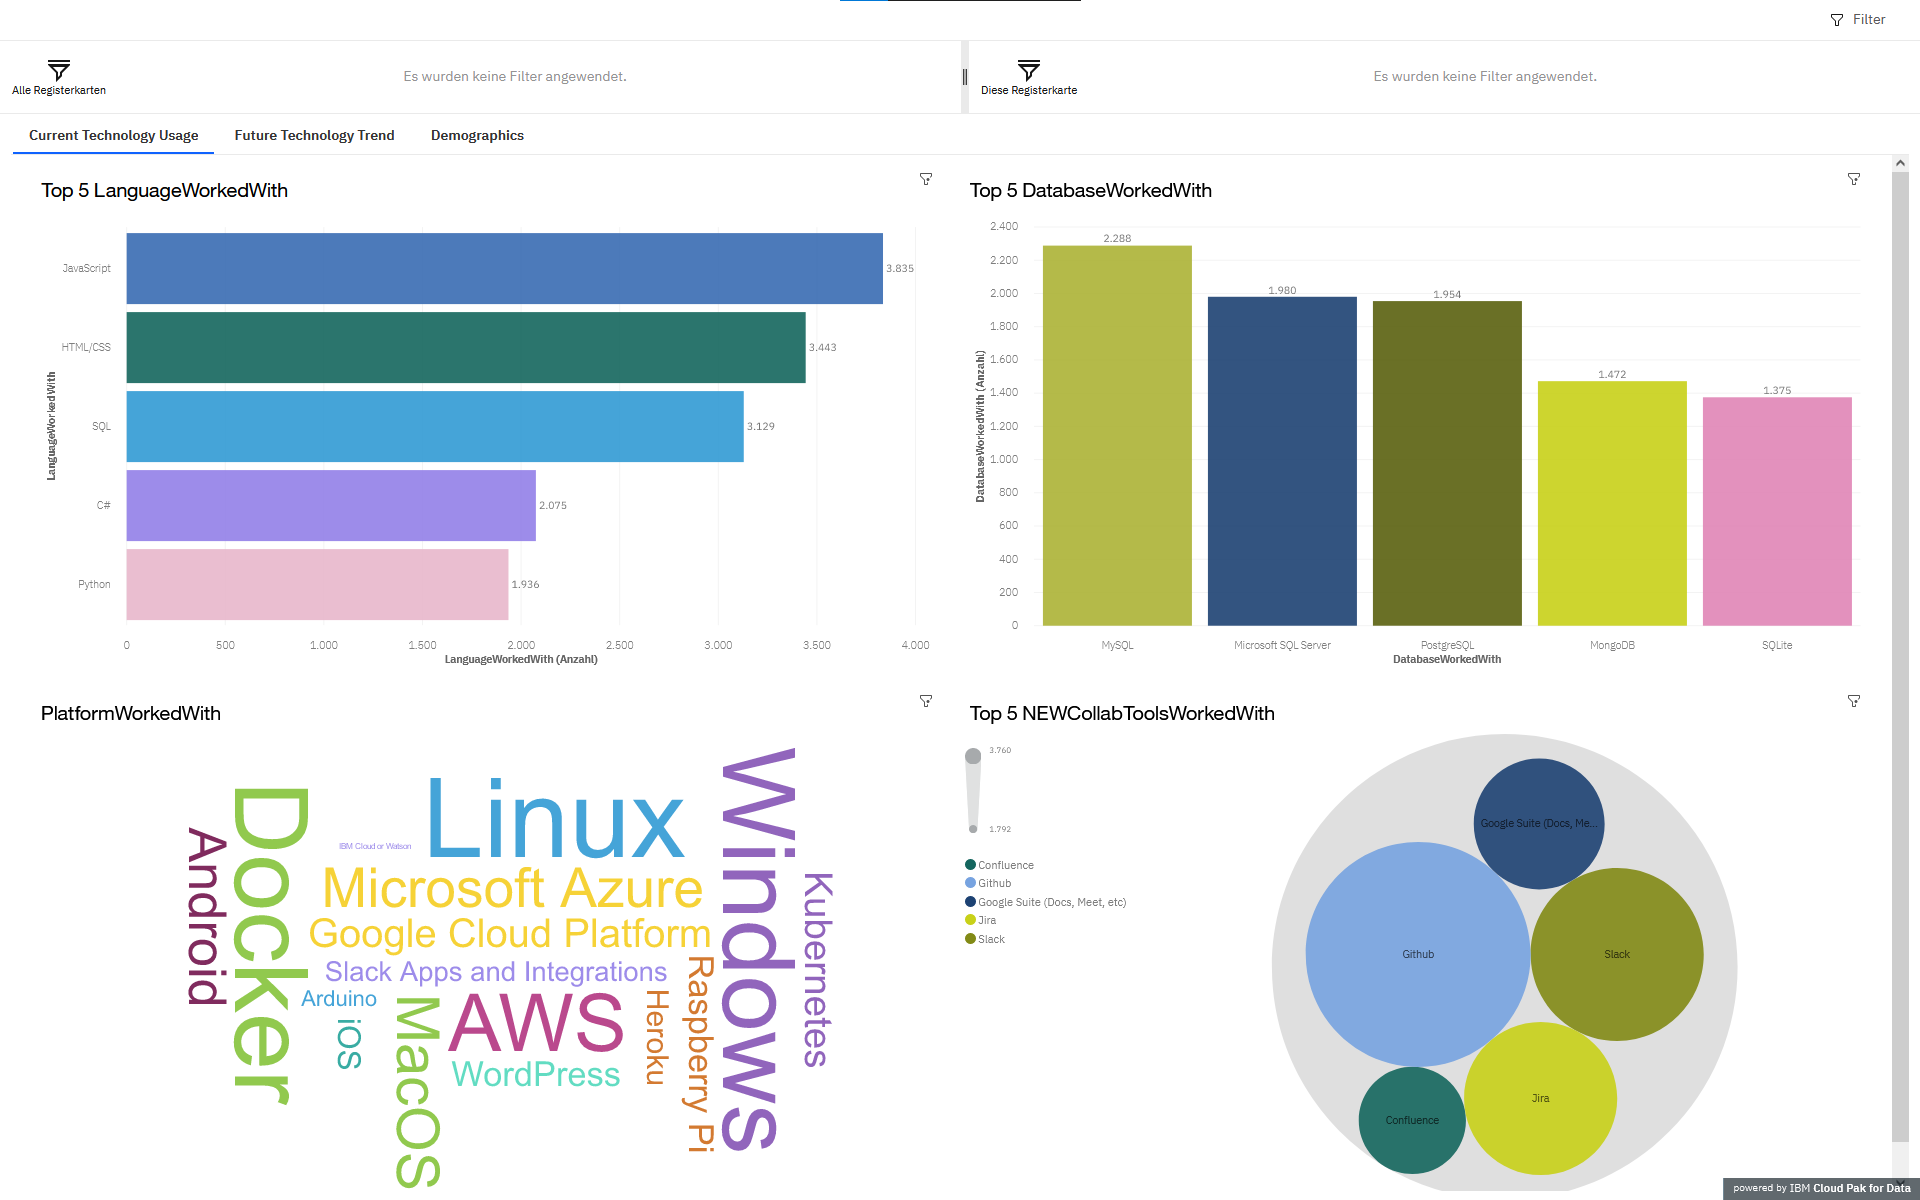 Filter
Alle Registerkarten
Es wurden keine Filter angewendet.
Diese Registerkarte
Es wurden keine Filter angewendet.
Current Technology Usage
Future Technology Trend
Demographics
Top 5 LanguageWorkedWith
LanguageWorkedWith
JavaScript
3.835
HTML/CSS
3.443
SQL
3.129
C#
2.075
Python
1.936
0 500 1.000 1.500 2.000 2.500 3.000 3.500 4.000
LanguageWorkedWith (Anzahl)
Top 5 DatabaseWorkedWith
DatabaseWorkedWith (Anzahl)
2.400
2.200
2.000
1.800
1.600
1.400
1.200
1.000
800
600
400
200
0
2.288
1.980
1.954
1.472
1.375
MySQL
Microsoft SQL Server
PostgreSQL
MongoDB
SQLite
DatabaseWorkedWith
PlatformWorkedWith
Android
Docker
IBM Cloud or Watson
Linux
Microsoft Azure
Google Cloud Platform
Slack Apps and Integrations
Arduino
iOS
MacOS
AWS
WordPress
Heroku
Raspberry Pi
Windows
Kubernetes
Top 5 NEWCollabToolsWorkedWith
3.760
1.792
Confluence
Github
Google Suite (Docs, Meet, etc)
Jira
Slack
Google Suite (Docs, Me...
Github
Slack
Jira
Confluence
powered by IBM Cloud Pak for Data